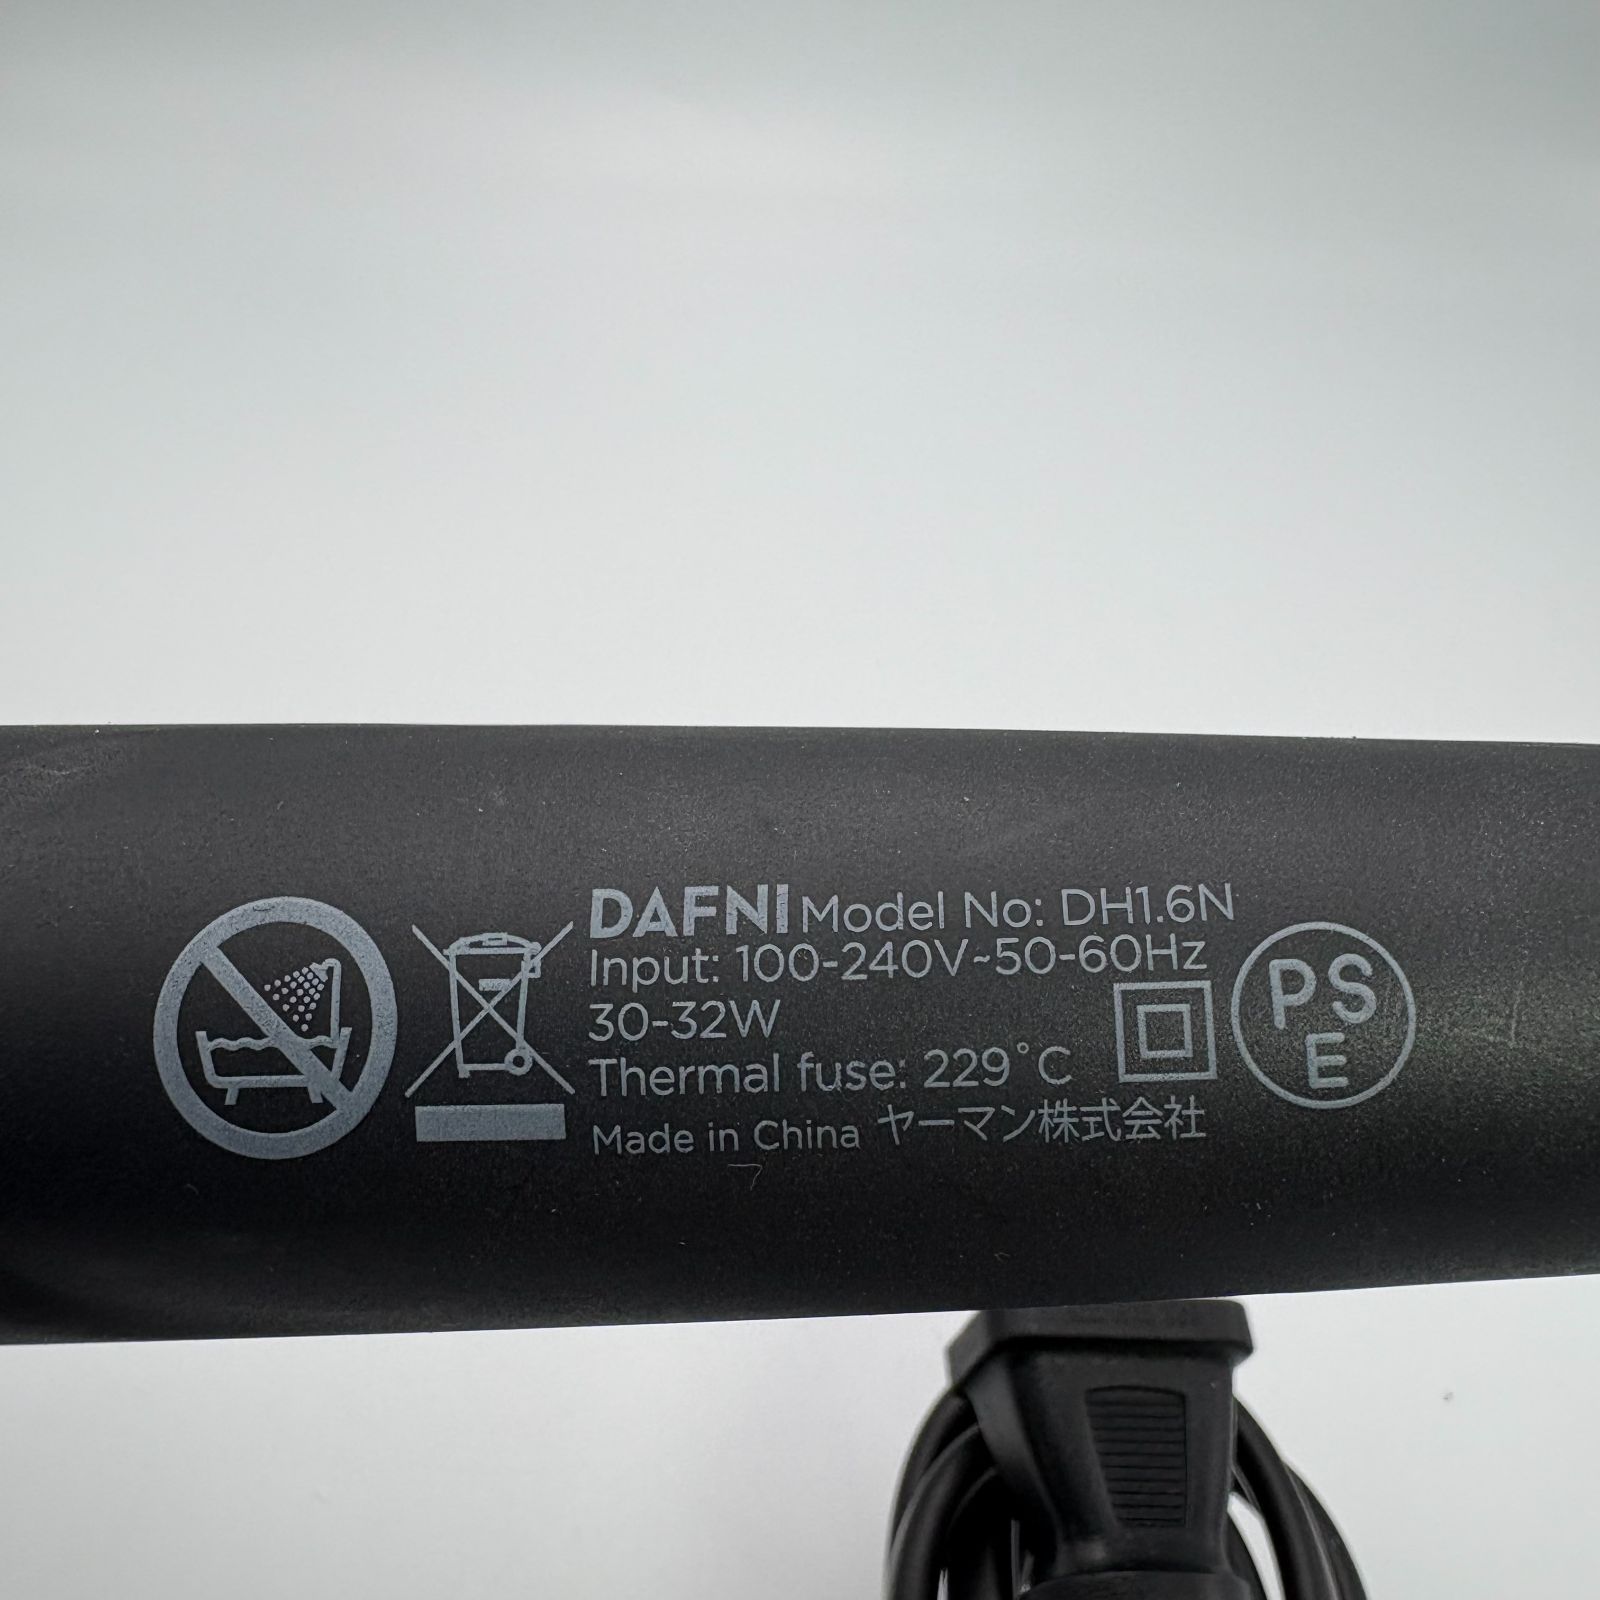 DAFNI Model No: DH1.6N
Input: 100-240V~50-60Hz
30-32W
Thermal fuse: 229°C
Made in China ヤーマン株式会社
PS
E